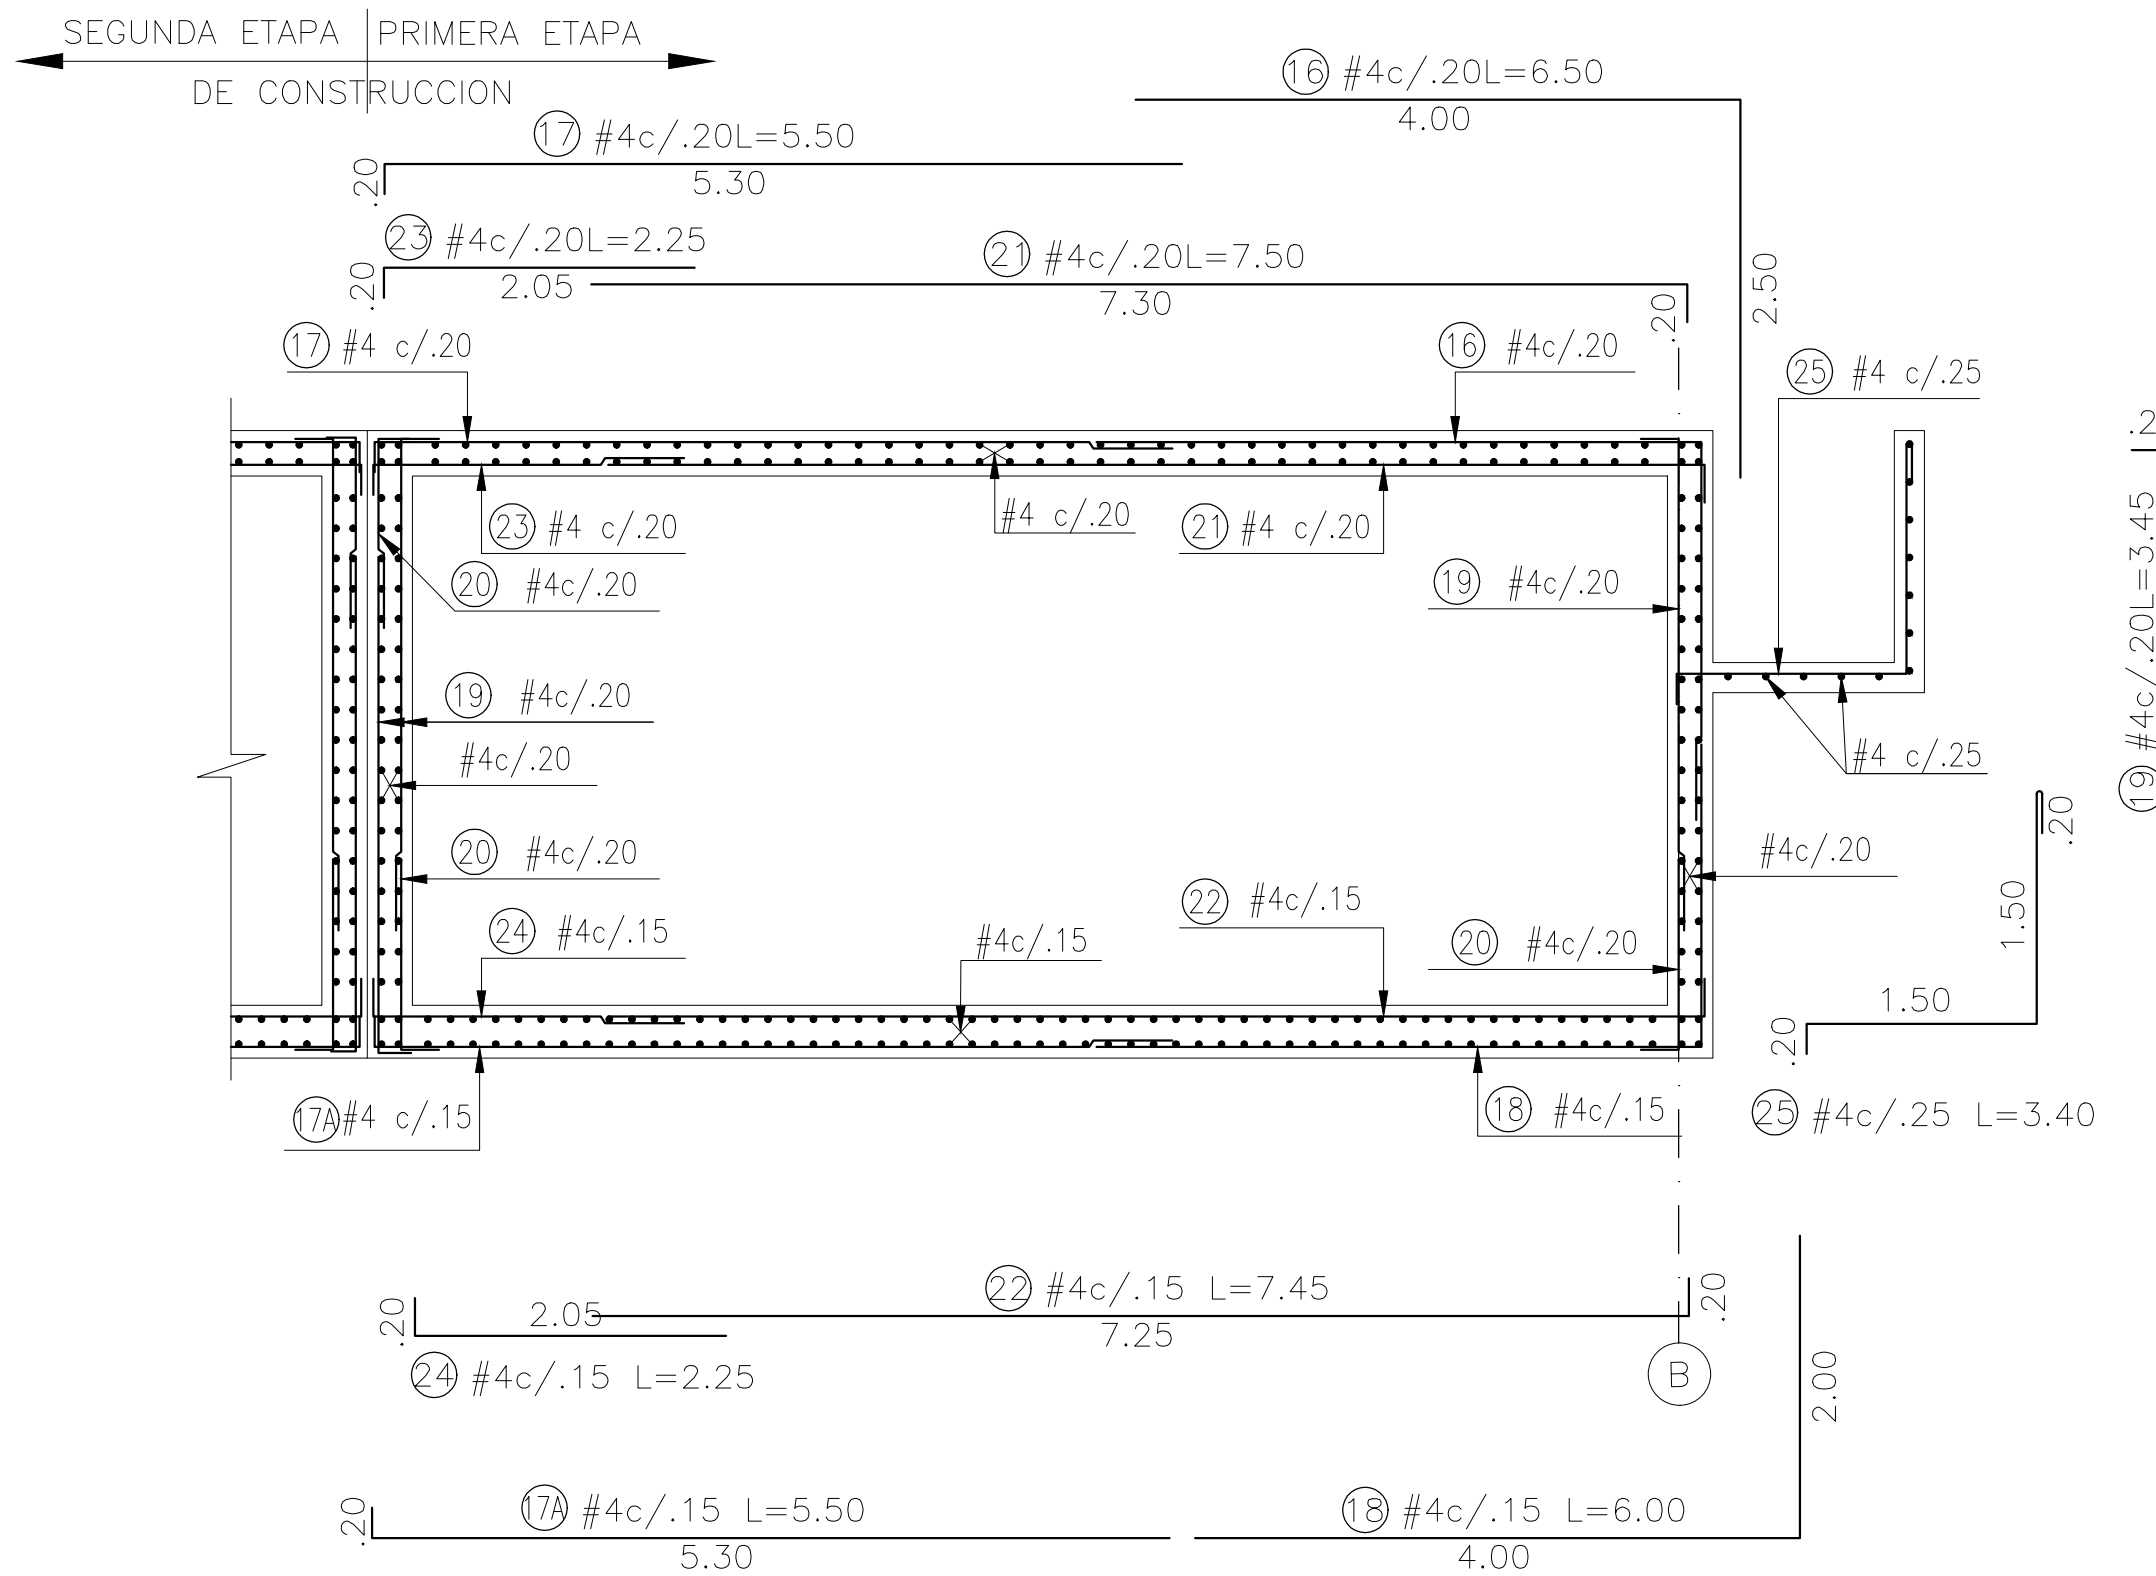 SEGUNDA ETAPA PRIMERA ETAPA
DE CONSTRUCCION
16 #4c/.20L=6.50
4.00
17 #4c/.20L=5.50
.20
5.30
23 #4c/.20L=2.25
.20
2.05
21 #4c/.20L=7.50
7.30
.20
2.50
17 #4 c/.20
16 #4c/.20
25 #4 c/.25
.2
23 #4 c/.20
#4 c/.20
21 #4 c/.20
20 #4c/.20
19 #4c/.20
19 #4c/.20L=3.45
19 #4c/.20
#4c/.20
#4 c/.25
20 #4c/.20
#4c/.20
.20
1.50
22 #4c/.15
24 #4c/.15
#4c/.15
20 #4c/.20
1.50
.20
17A #4 c/.15
18 #4c/.15
25 #4c/.25 L=3.40
22 #4c/.15 L=7.45
.20
2.05
.20
7.25
24 #4c/.15 L=2.25
B
2.00
17A #4c/.15 L=5.50
.20
5.30
18 #4c/.15 L=6.00
4.00